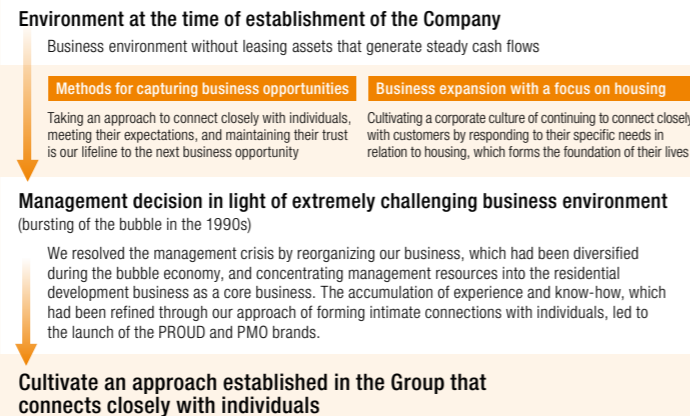 Environment at the time of establishment of the Company
Business environment without leasing assets that generate steady cash flows
Methods for capturing business opportunities
Taking an approach to connect closely with individuals,
meeting their expectations, and maintaining their trust
is our lifeline to the next business opportunity
Business expansion with a focus on housing
Cultivating a corporate culture of continuing to connect closely
with customers by responding to their specific needs in
relation to housing, which forms the foundation of their lives
Management decision in light of extremely challenging business environment
(bursting of the bubble in the 1990s)
We resolved the management crisis by reorganizing our business, which had been diversified
during the bubble economy, and concentrating management resources into the residential
development business as a core business. The accumulation of experience and know-how, which
had been refined through our approach of forming intimate connections with individuals, led to
the launch of the PROUD and PMO brands.
Cultivate an approach established in the Group that
connects closely with individuals